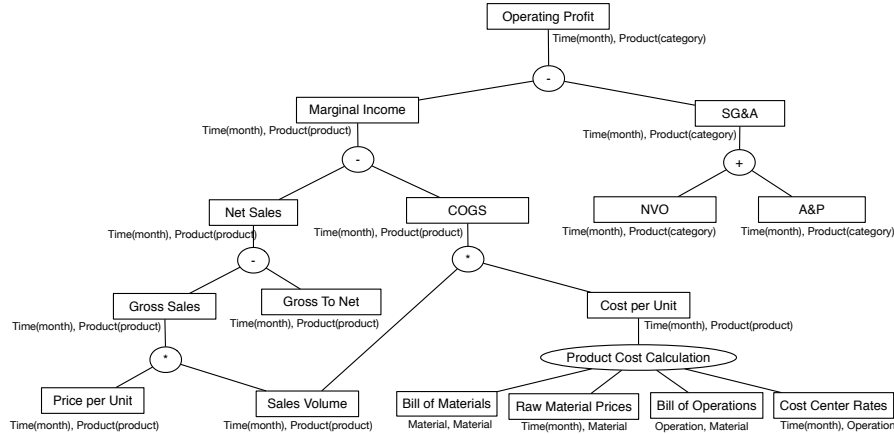 Operating Profit
Time(month), Product(category)
-
Marginal Income
SG&A
Time(month), Product(product)
Time(month), Product(category)
-
+
Net Sales
COGS
NVO
A&P
Time(month), Product(product)
Time(month), Product(product)
Time(month), Product(category)
Time(month), Product(category)
-
*
Gross Sales
Gross To Net
Cost per Unit
Time(month), Product(product)
Time(month), Product(product)
Time(month), Product(product)
*
Product Cost Calculation
Price per Unit
Sales Volume
Bill of Materials
Raw Material Prices
Bill of Operations
Cost Center Rates
Time(month), Product(product)
Time(month), Product(product)
Material, Material
Time(month), Material
Operation, Material
Time(month), Operation